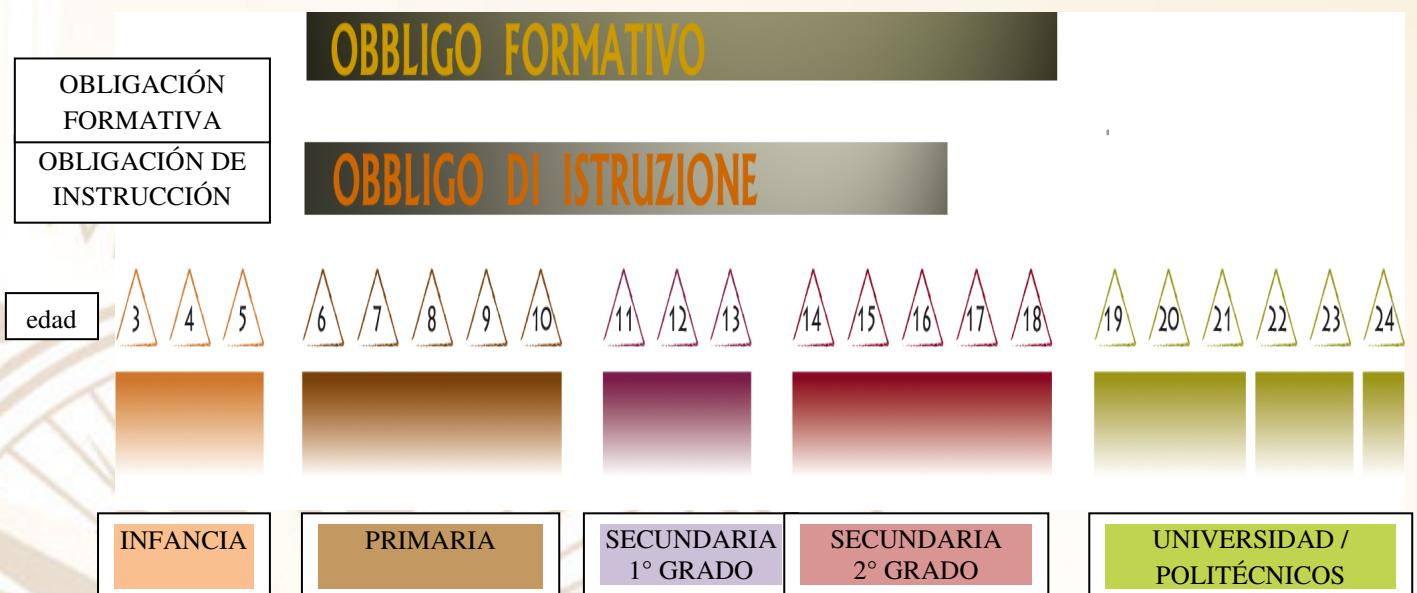 OBBLIGO FORMATIVO
OBLIGACIÓN
FORMATIVA
OBLIGACIÓN DE
INSTRUCCIÓN
OBBLIGO DI ISTRUZIONE
edad
3 4 5 6 7 8 9 10 11 12 13 14 15 16 17 18 19 20 21 22 23 24
INFANCIA
PRIMARIA
SECUNDARIA
1° GRADO
SECUNDARIA
2° GRADO
UNIVERSIDAD /
POLITÉCNICOS